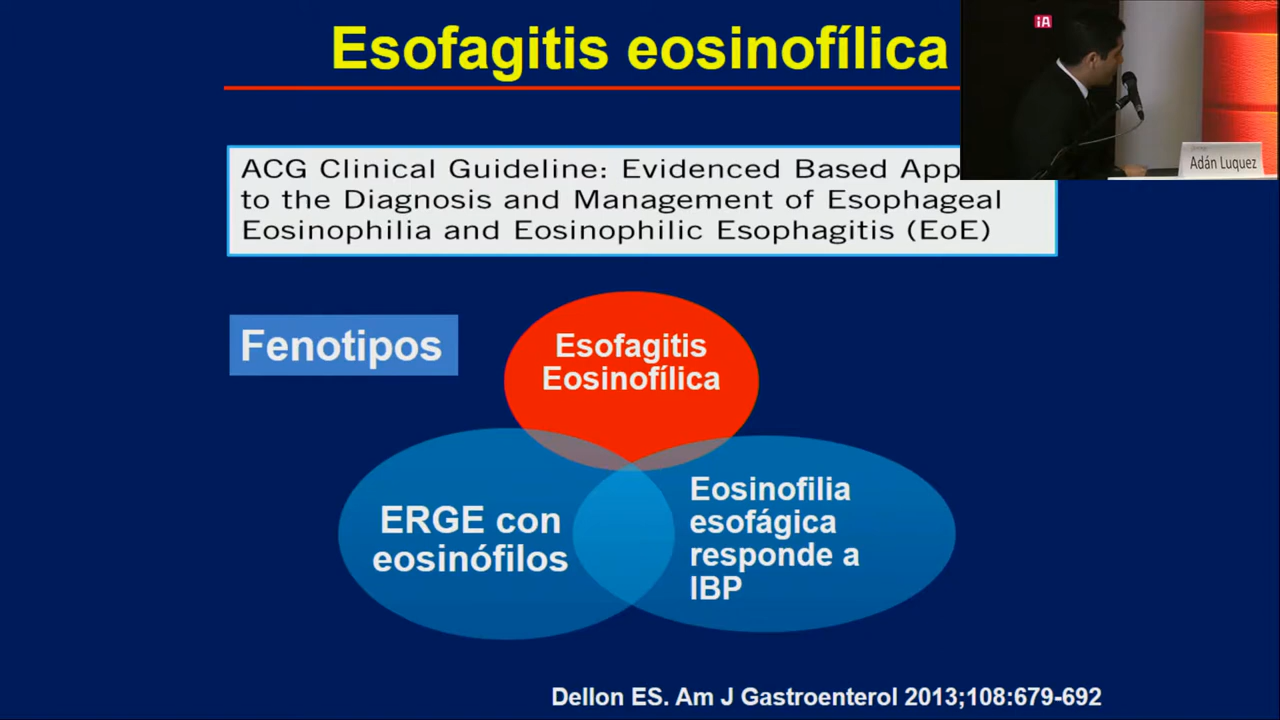 Esofagitis eosinofílica
iA
Adán Luquez
ACG Clinical Guideline: Evidenced Based
to the Diagnosis and Management of Esophageal
Eosinophilia and Eosinophilic Esophagitis (EoE)
Fenotipos
Esofagitis
Eosinofílica
ERGE con
eosinófilos
Eosinofilia
esofágica
responde a
IBP
Dellon ES. Am J Gastroenterol 2013;108:679-692